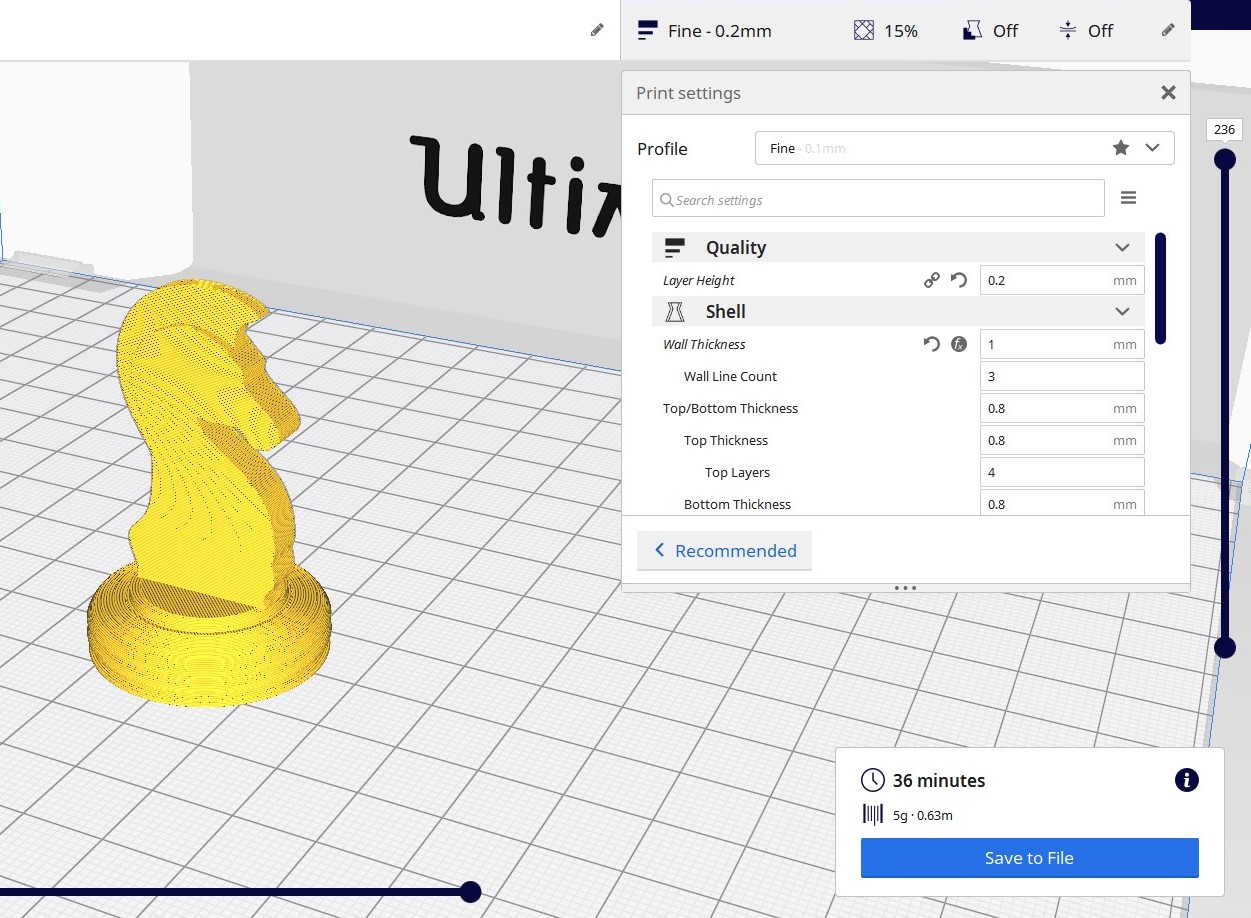 Fine - 0.2mm 15% Off Off
Print settings
Profile Fine - 0.1mm
236
Search settings
Quality
Layer Height 0.2 mm
Shell
Wall Thickness 1 mm
Wall Line Count 3
Top/Bottom Thickness 0.8 mm
Top Thickness 0.8 mm
Top Layers 4
Bottom Thickness 0.8 mm
Recommended
36 minutes
5g · 0.63m
Save to File